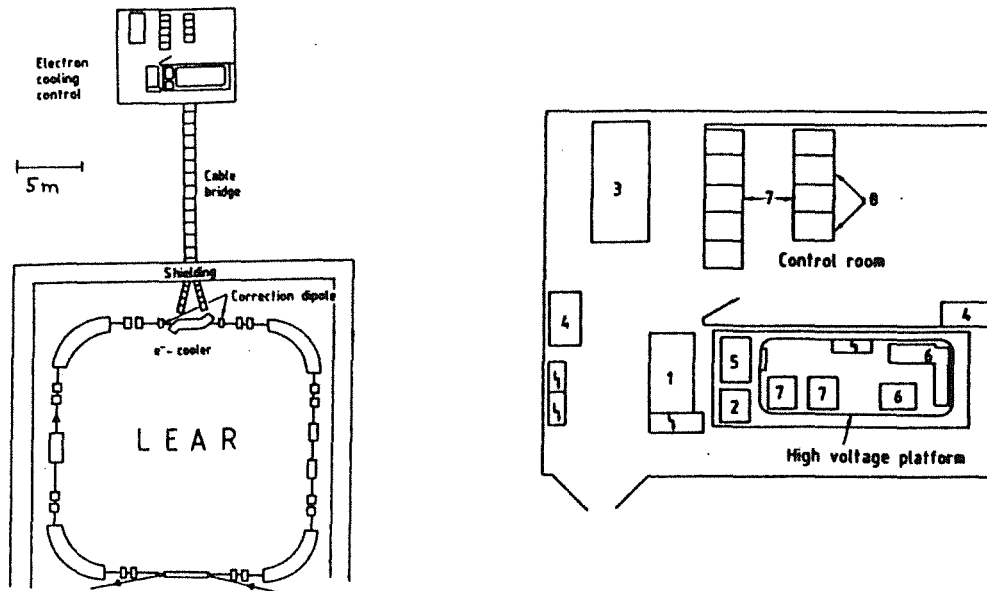 Electron
cooling
control
5m
Cable
bridge
Shielding
Correction dipole
e⁻- cooler
LEAR
3
7
8
Control room
4
4
1
5
2
7
7
6
6
High voltage platform